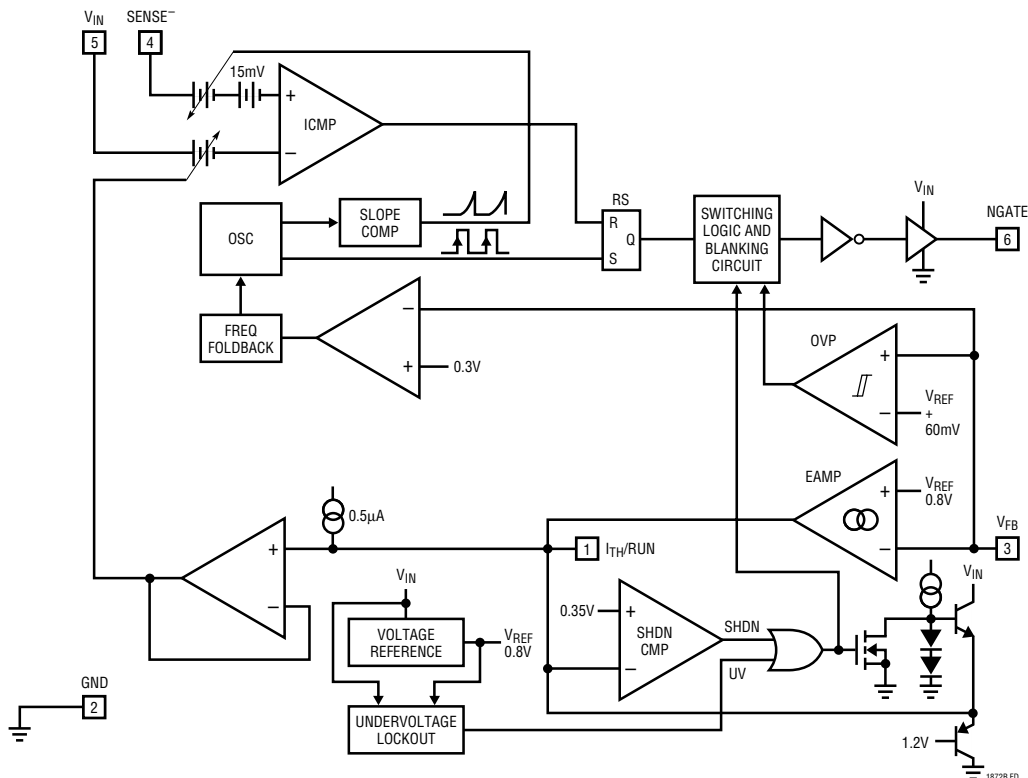 VIN
SENSE–
5
4
15mV
+
ICMP
–
RS
R
Q
S
SWITCHING
LOGIC AND
BLANKING
CIRCUIT
VIN
NGATE
6
OSC
SLOPE
COMP
FREQ
FOLDBACK
–
+
0.3V
OVP
+
–
VREF
+
60mV
EAMP
+
–
VREF
0.8V
VFB
3
0.5µA
+
–
1
ITH/RUN
VIN
VOLTAGE
REFERENCE
VREF
0.8V
UNDERVOLTAGE
LOCKOUT
0.35V
+
–
SHDN
CMP
SHDN
UV
VIN
1.2V
GND
2
1872B FD